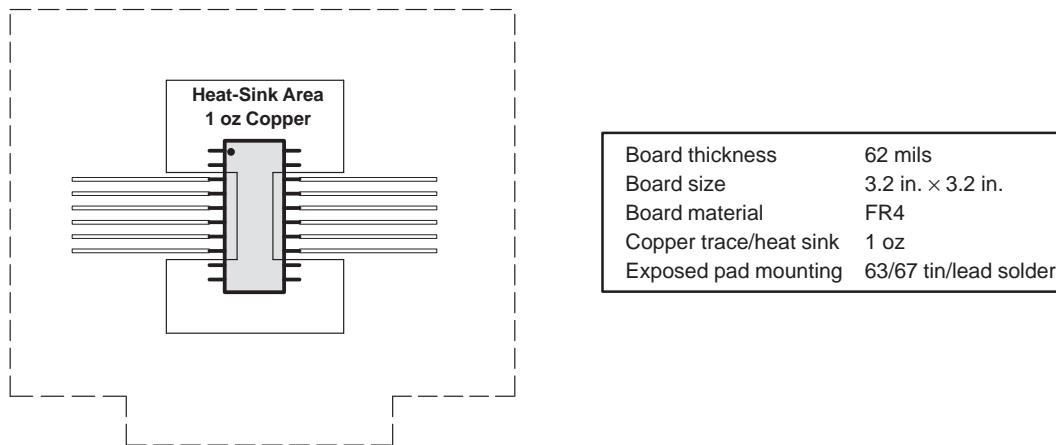 Heat-Sink Area
1 oz Copper
Board thickness 62 mils
Board size 3.2 in. × 3.2 in.
Board material FR4
Copper trace/heat sink 1 oz
Exposed pad mounting 63/67 tin/lead solder